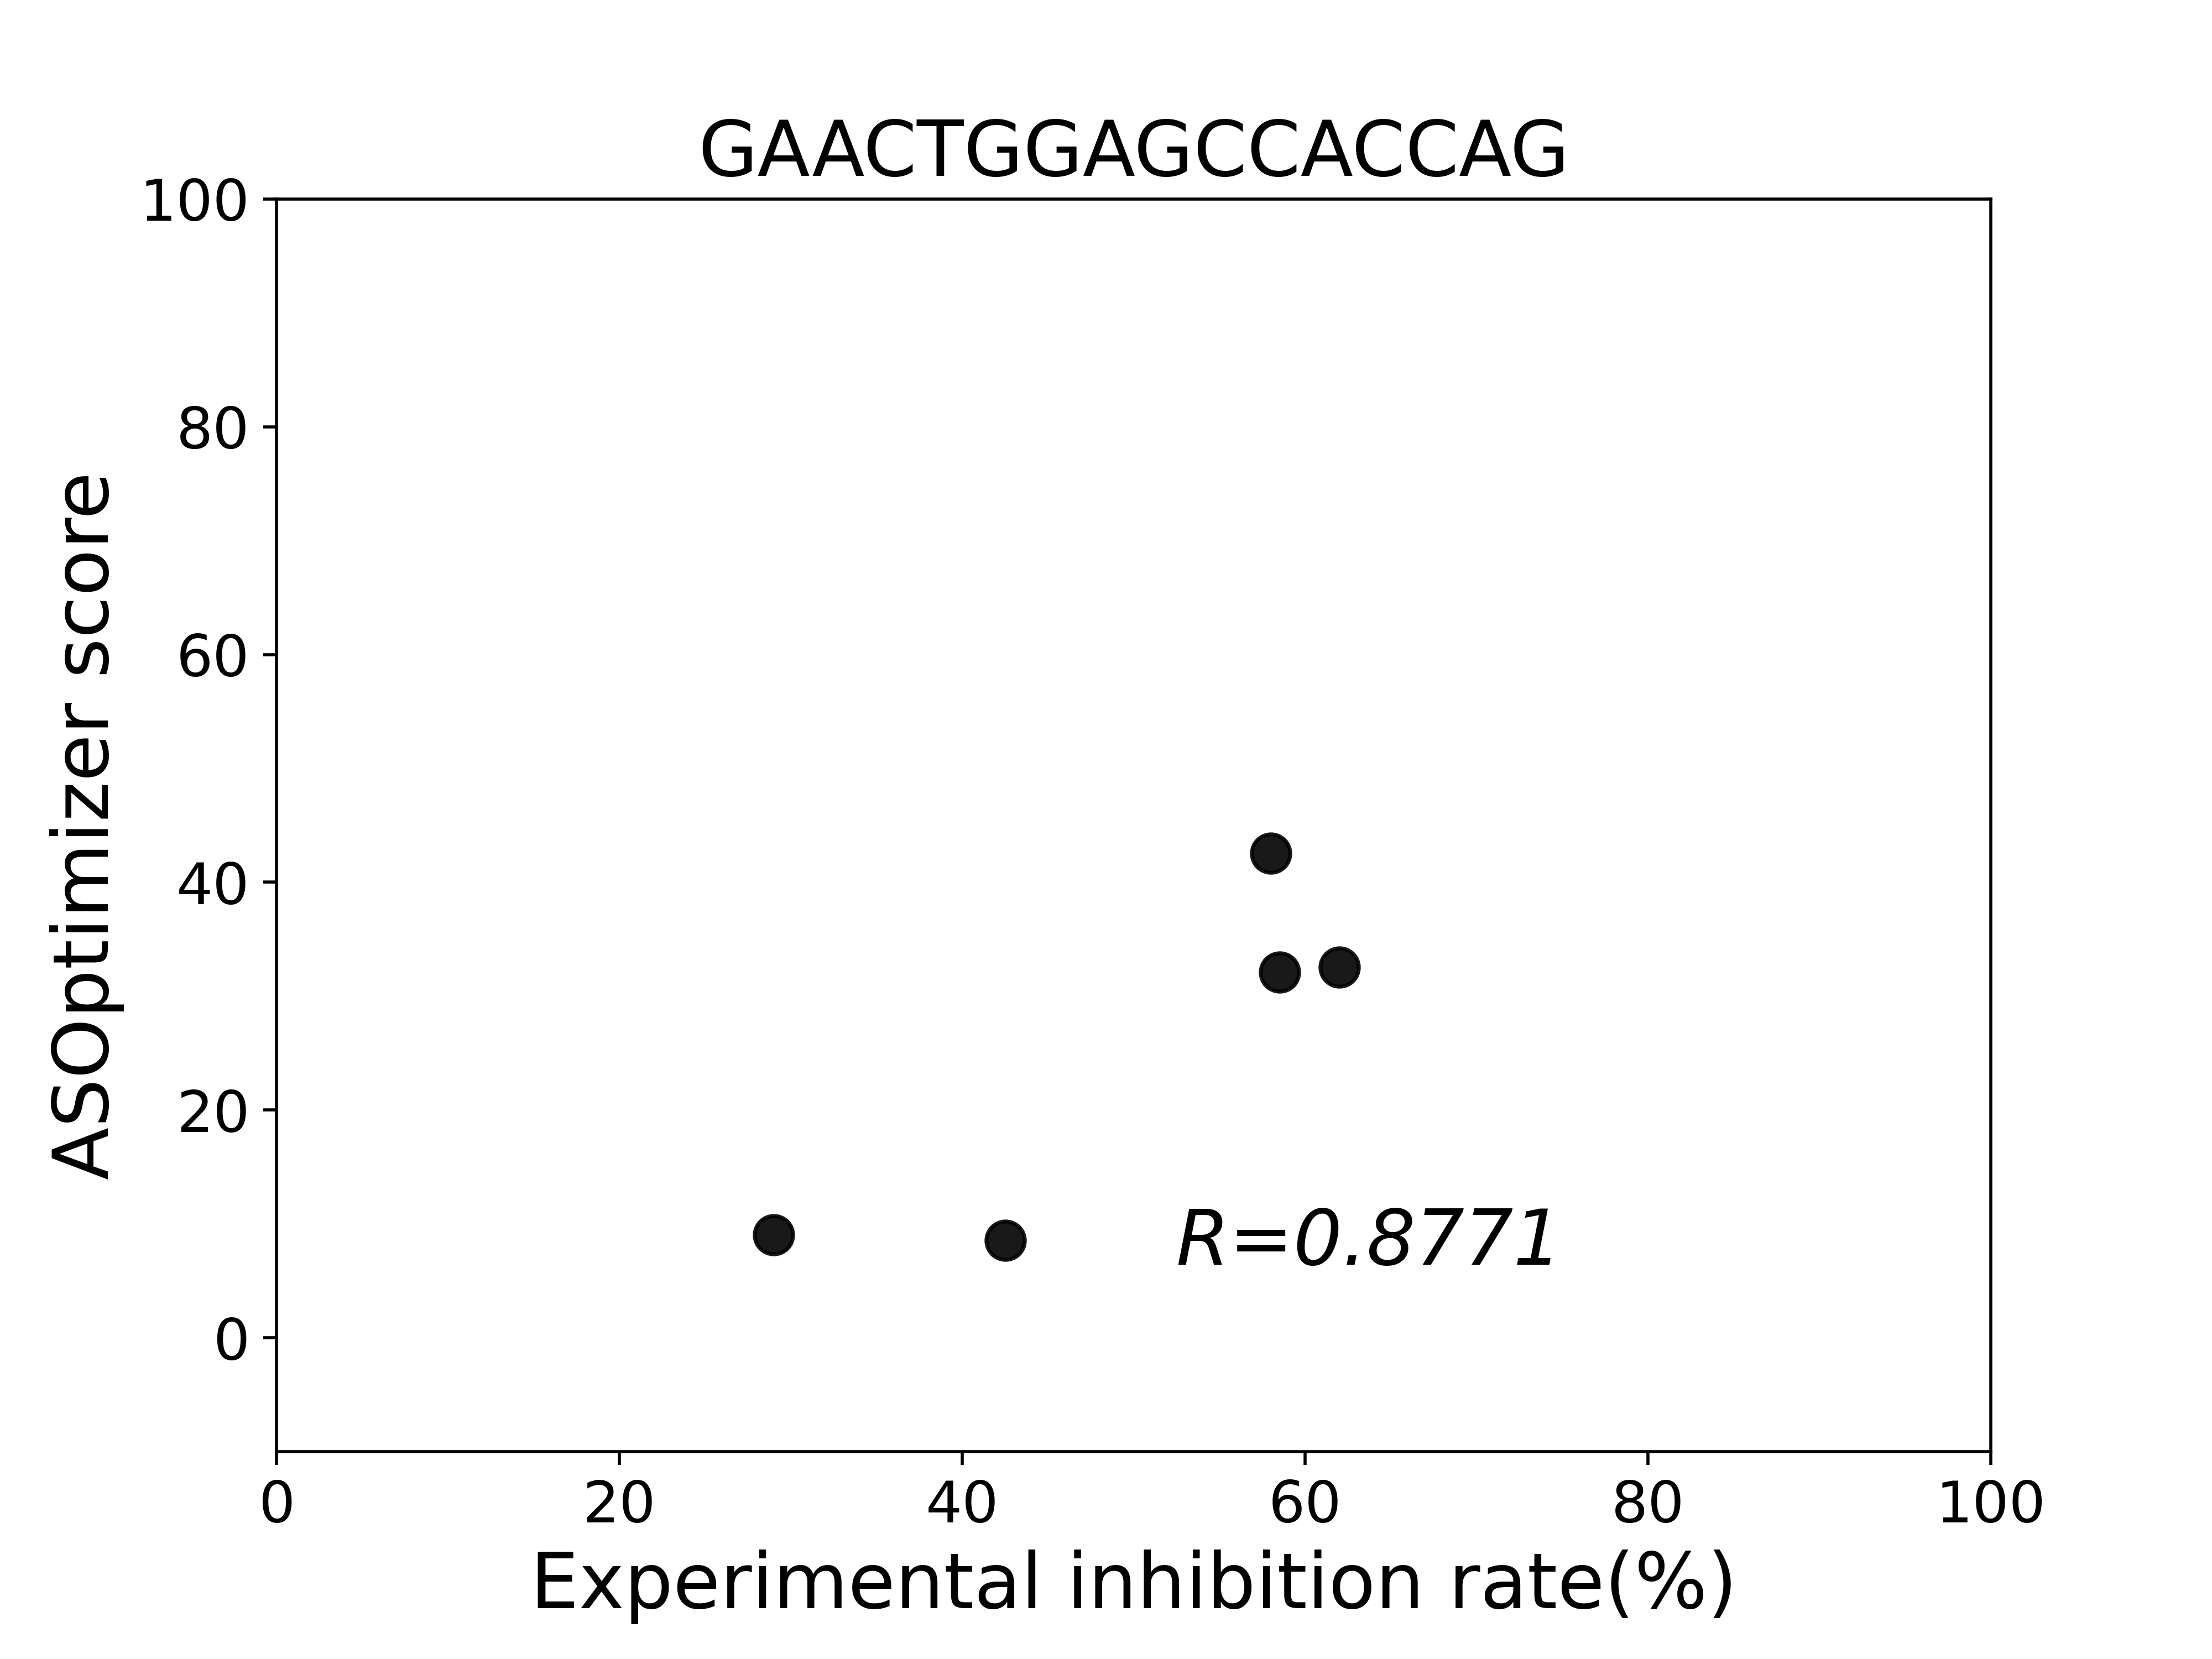 GAACTGGAGCCACCAG
100
80
60
40
20
0
ASOptimizer score
R=0.8771
0 20 40 60 80 100
Experimental inhibition rate(%)